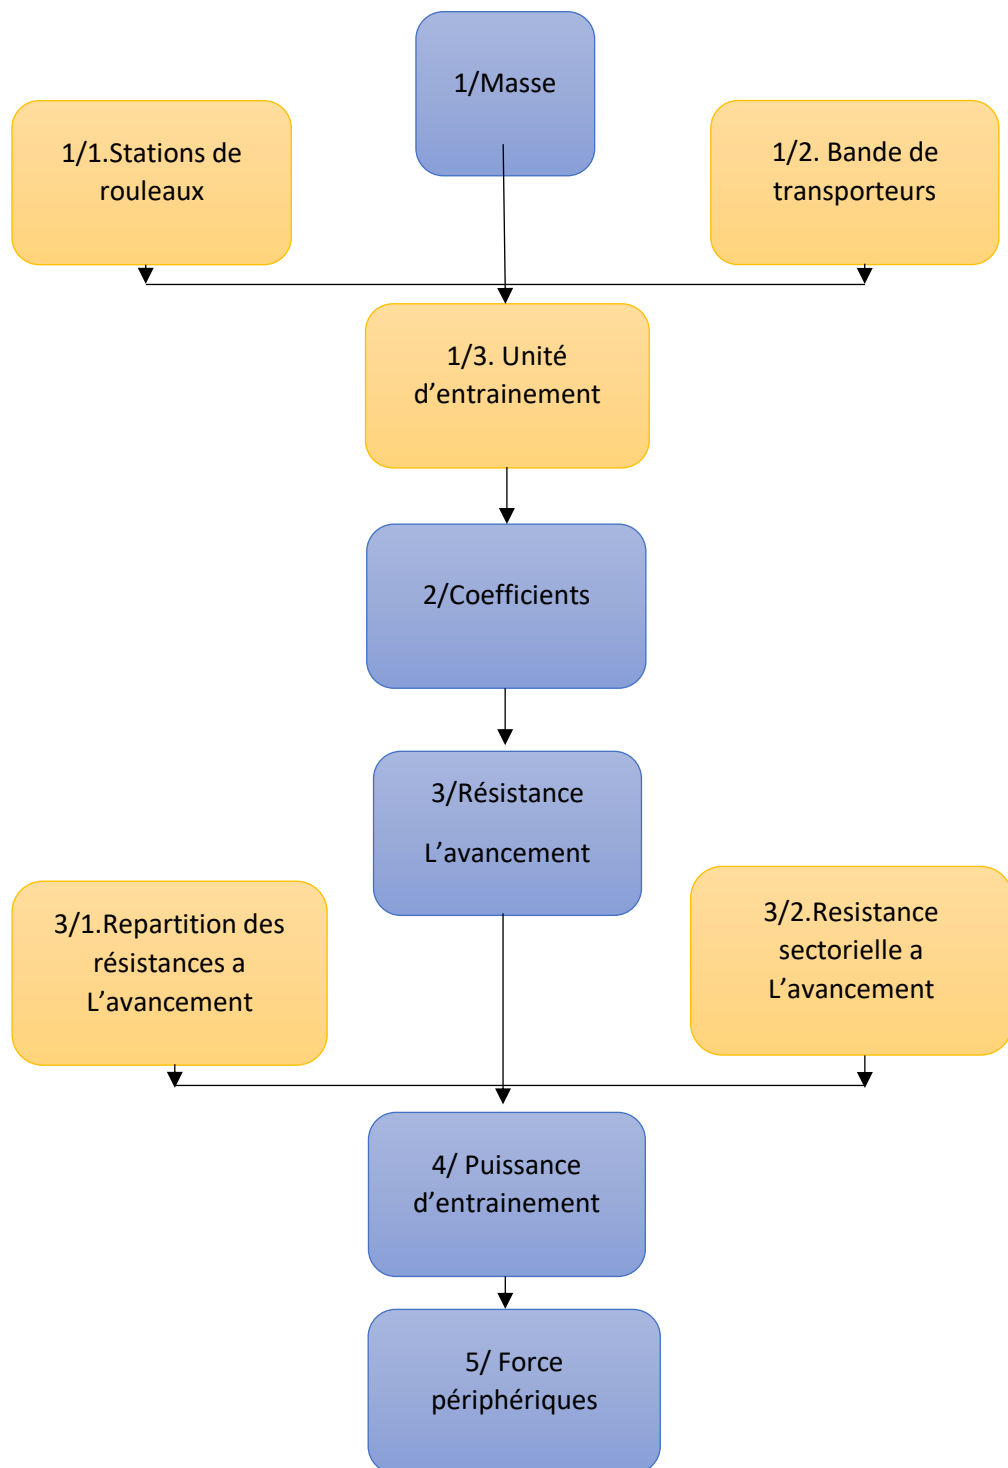 1/Masse
1/1.Stations de
rouleaux
1/2. Bande de
transporteurs
1/3. Unité
d’entrainement
2/Coefficients
3/Résistance
L’avancement
3/1.Repartition des
résistances a
L’avancement
3/2.Resistance
sectorielle a
L’avancement
4/ Puissance
d’entrainement
5/ Force
périphériques